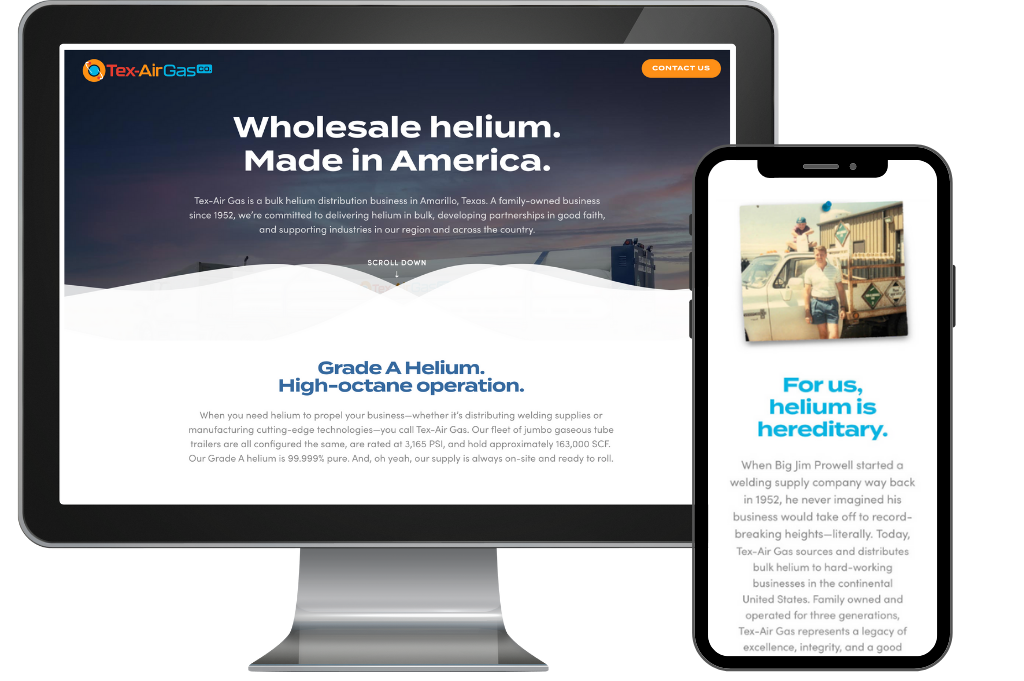 Tex-AirGas CO.
CONTACT US
Wholesale helium.
Made in America.
Tex-Air Gas is a bulk helium distribution business in Amarillo, Texas. A family-owned business
since 1952, we're committed to delivering helium in bulk, developing partnerships in good faith,
and supporting industries in our region and across the country.
SCROLL DOWN
↓
Grade A Helium.
High-octane operation.
When you need helium to propel your business—whether it's distributing welding supplies or
manufacturing cutting-edge technologies—you call Tex-Air Gas. Our fleet of jumbo gaseous tube
trailers are all configured the same, are rated at 3,165 PSI, and hold approximately 163,000 SCF.
Our Grade A helium is 99.999% pure. And, oh yeah, our supply is always on-site and ready to roll.
For us,
helium is
hereditary.
When Big Jim Prowell started a
welding supply company way back
in 1952, he never imagined his
business would take off to record-
breaking heights—literally. Today,
Tex-Air Gas sources and distributes
bulk helium to hard-working
businesses in the continental
United States. Family owned and
operated for three generations,
Tex-Air Gas represents a legacy of
excellence, integrity, and a good